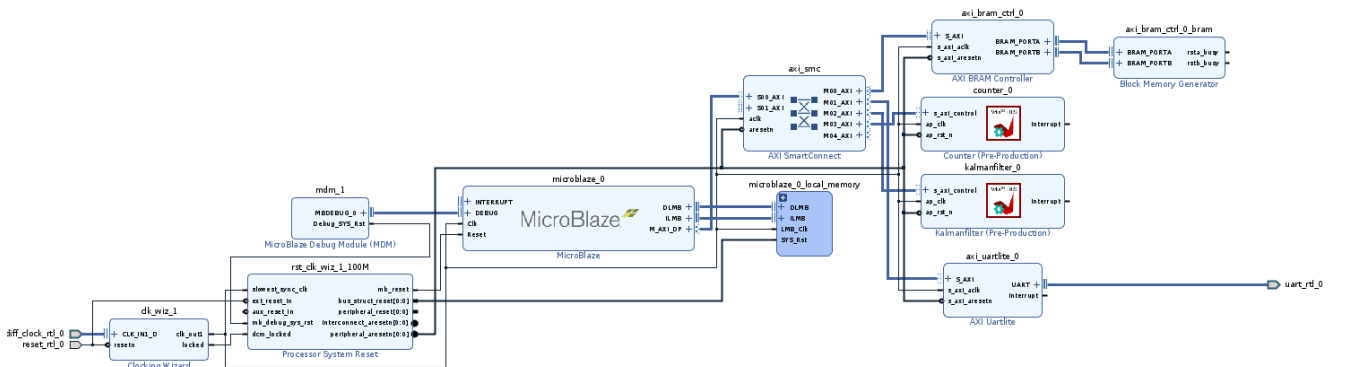 axi_bram_ctrl_0
S_AXI
s_axi_aclk
s_axi_aresetn
BRAM_PORTA
BRAM_PORTB
AXI BRAM Controller
axi_bram_ctrl_0_bram
BRAM_PORTA
BRAM_PORTB
rsta_busy
rstb_busy
Block Memory Generator
axi_smc
S00_AXI
S01_AXI
aclk
aresetn
M00_AXI
M01_AXI
M02_AXI
M03_AXI
M04_AXI
AXI SmartConnect
counter_0
s_axi_control
ap_clk
ap_rst_n
interrupt
Counter (Pre-Production)
kalmanfilter_0
s_axi_control
ap_clk
ap_rst_n
interrupt
Kalmanfilter (Pre-Production)
mdm_1
MBDEBUG_0
Debug_SYS_Rst
MicroBlaze Debug Module (MDM)
microblaze_0
INTERRUPT
DEBUG
Clk
Reset
MicroBlaze
DLMB
ILMB
M_AXI_DP
MicroBlaze
microblaze_0_local_memory
DLMB
ILMB
LMB_Clk
SYS_Rst
axi_uartlite_0
S_AXI
s_axi_aclk
s_axi_aresetn
UART
interrupt
AXI Uartlite
uart_rtl_0
rst_clk_wiz_1_100M
slowest_sync_clk
ext_reset_in
aux_reset_in
mb_debug_sys_rst
dcm_locked
mb_reset
bus_struct_reset[0:0]
peripheral_reset[0:0]
interconnect_aresetn[0:0]
peripheral_aresetn[0:0]
Processor System Reset
clk_wiz_1
CLK_IN1_D
resetn
clk_out1
locked
Clocking Wizard
diff_clock_rtl_0
reset_rtl_0